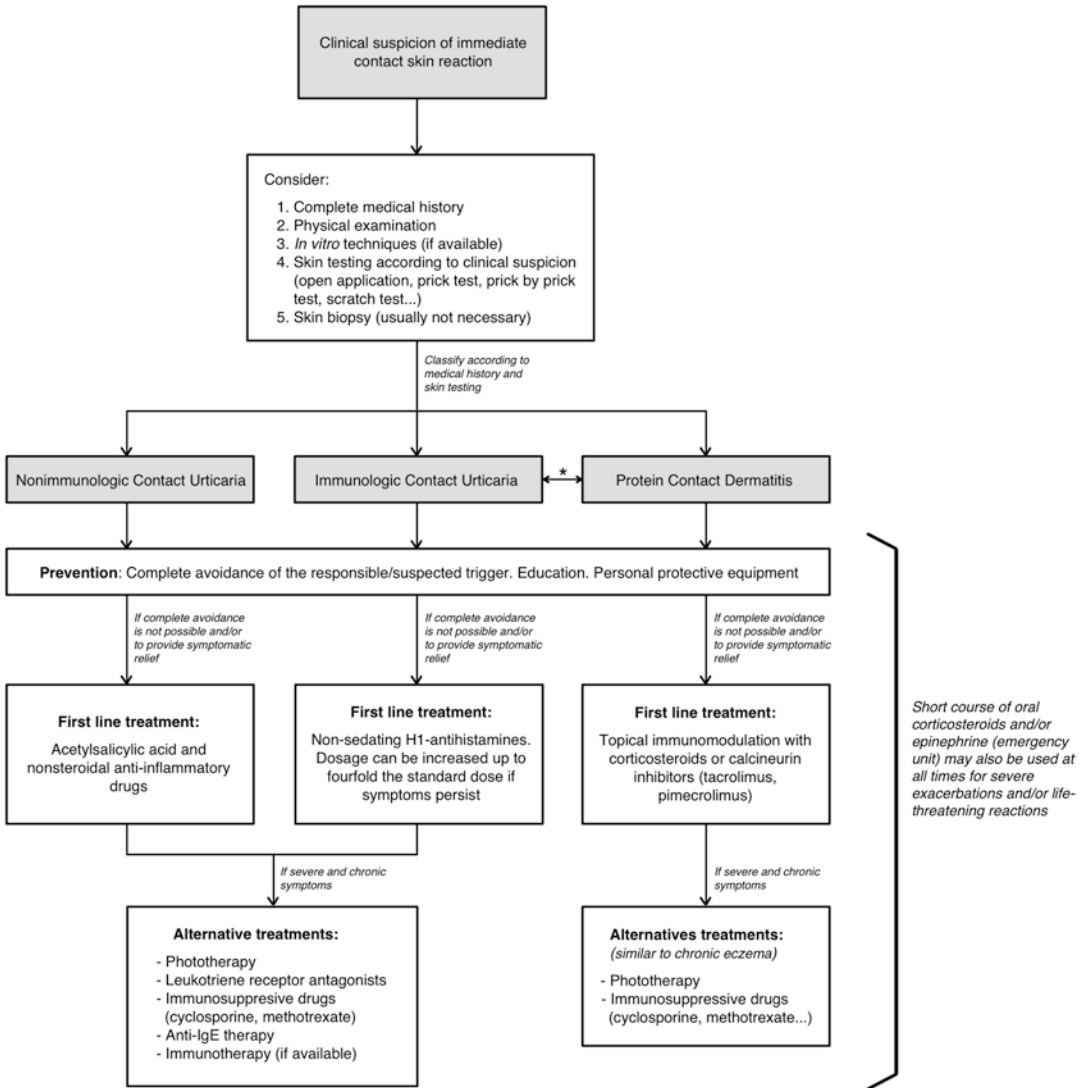 Clinical suspicion of immediate
contact skin reaction
Consider:
1. Complete medical history
2. Physical examination
3. In vitro techniques (if available)
4. Skin testing according to clinical suspicion
(open application, prick test, prick by prick
test, scratch test...)
5. Skin biopsy (usually not necessary)
Classify according to
medical history and
skin testing
Nonimmunologic Contact Urticaria
Immunologic Contact Urticaria
*
Protein Contact Dermatitis
Prevention: Complete avoidance of the responsible/suspected trigger. Education. Personal protective equipment
If complete avoidance
is not possible and/or
to provide symptomatic
relief
If complete avoidance
is not possible and/or
to provide symptomatic
relief
If complete avoidance
is not possible and/or
to provide symptomatic
relief
First line treatment:
Acetylsalicylic acid and
nonsteroidal anti-inflammatory
drugs
First line treatment:
Non-sedating H1-antihistamines.
Dosage can be increased up to
fourfold the standard dose if
symptoms persist
First line treatment:
Topical immunomodulation with
corticosteroids or calcineurin
inhibitors (tacrolimus,
pimecrolimus)
Short course of oral
corticosteroids and/or
epinephrine (emergency
unit) may also be used at
all times for severe
exacerbations and/or life-
threatening reactions
If severe and chronic
symptoms
If severe and chronic
symptoms
Alternative treatments:
- Phototherapy
- Leukotriene receptor antagonists
- Immunosuppresive drugs
(cyclosporine, methotrexate)
- Anti-IgE therapy
- Immunotherapy (if available)
Alternatives treatments:
(similar to chronic eczema)
- Phototherapy
- Immunosuppressive drugs
(cyclosporine, methotrexate...)